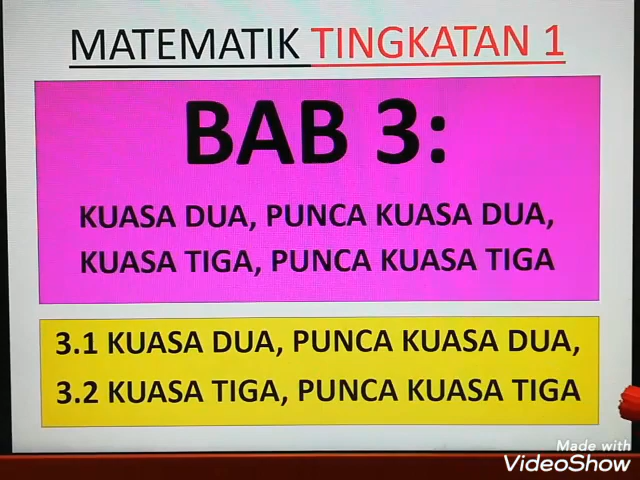 MATEMATIK TINGKATAN 1
BAB 3:
KUASA DUA, PUNCA KUASA DUA,
KUASA TIGA, PUNCA KUASA TIGA
3.1 KUASA DUA, PUNCA KUASA DUA,
3.2 KUASA TIGA, PUNCA KUASA TIGA
Made with
VideoShow